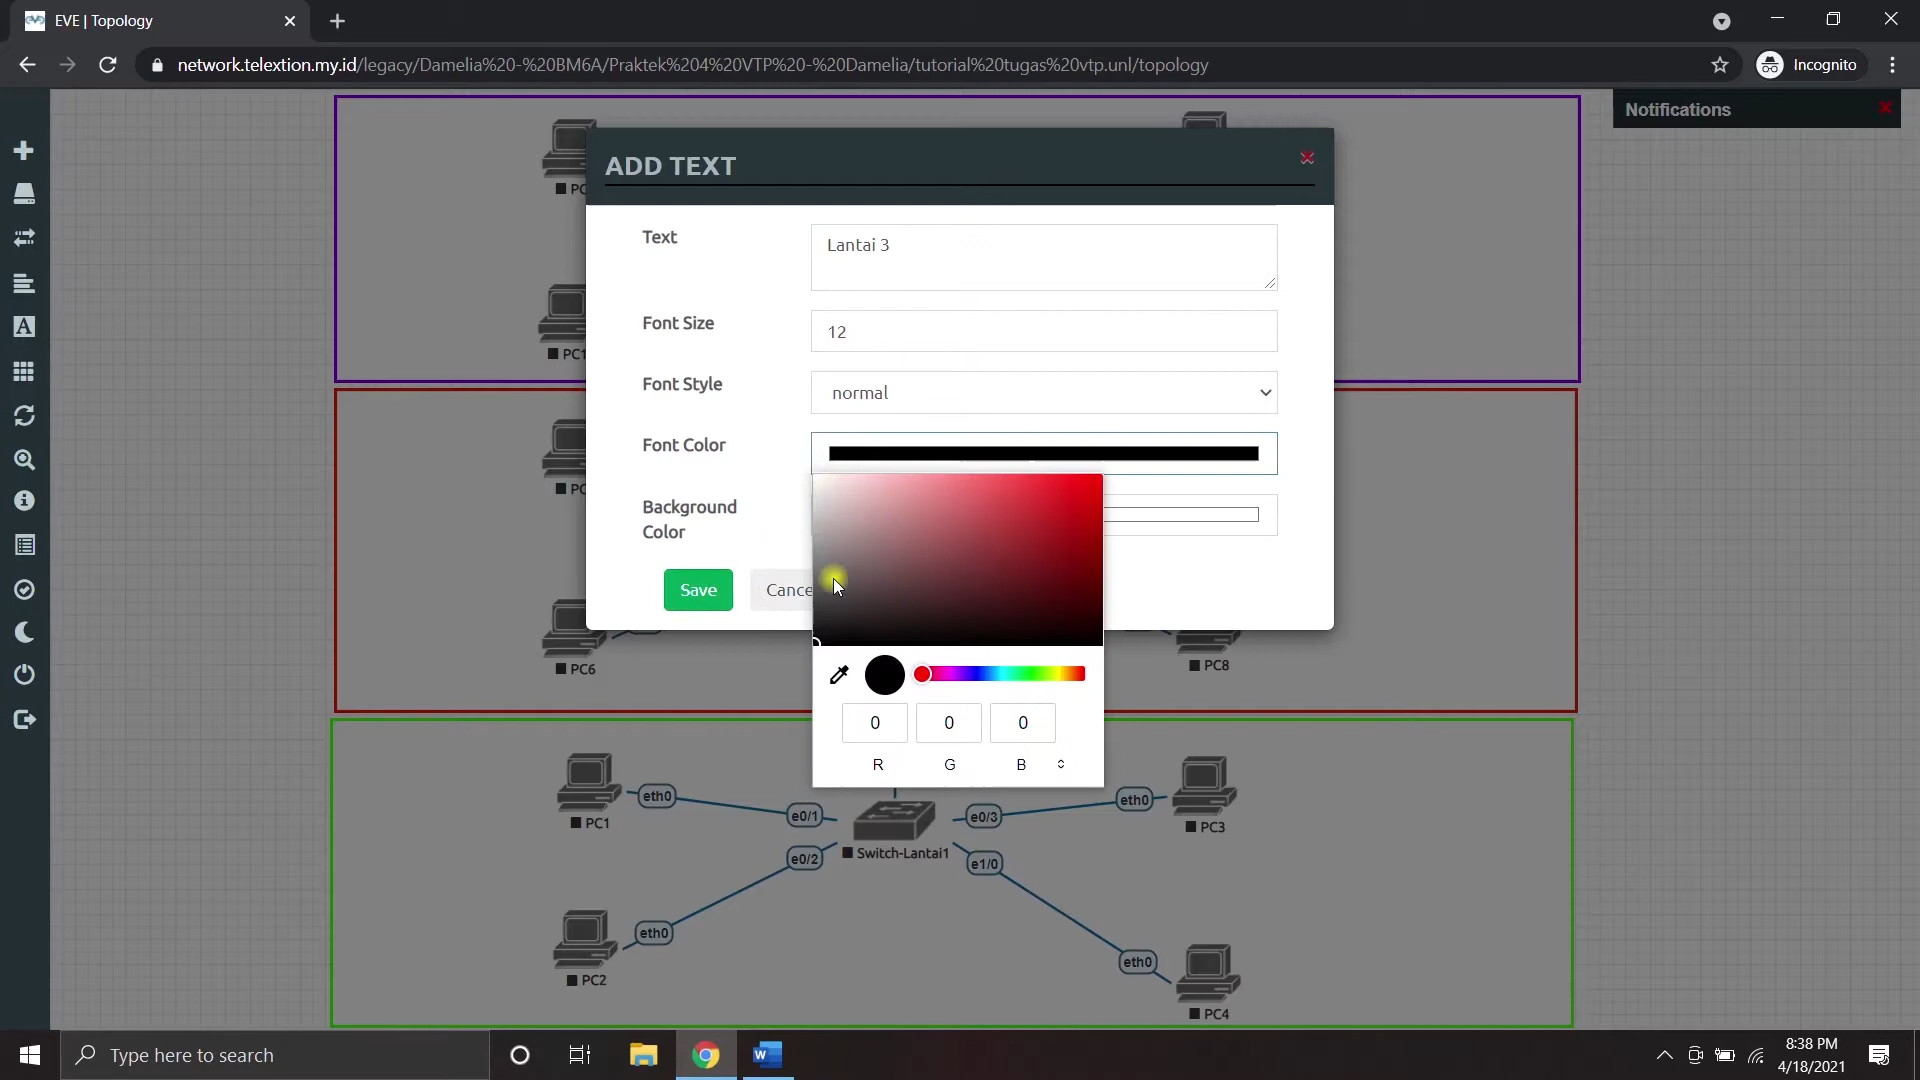 EVE | Topology
network.telextion.my.id/legacy/Damelia%20-%20BM6A/Praktek%204%20VTP%20-%20Damelia/tutorial%20tugas%20vtp.unl/topology
Incognito
Notifications
ADD TEXT
Text
Lantai 3
Font Size
12
Font Style
normal
Font Color
Background
Color
Save
Cance
0
0
0
R
G
B
PC1
PC6
PC8
eth0
e0/1
e0/3
eth0
PC1
PC3
Switch-Lantai1
e0/2
e1/0
eth0
eth0
PC2
PC4
Type here to search
8:38 PM
4/18/2021